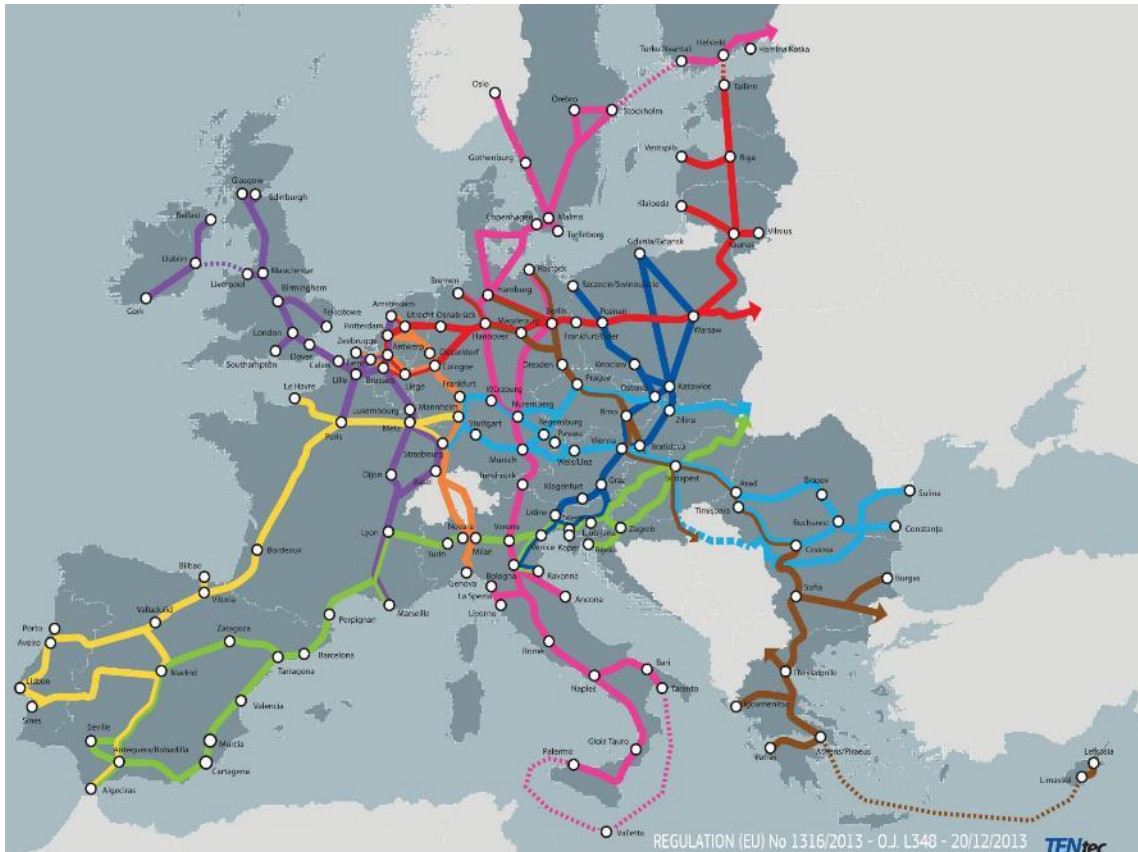 Helsinki
Turku Naantali
Hamina Kotka
Oslo
Orebro
Stockholm
Tallinn
Gothenburg
Ventspils
Riga
Glasgow
Edinburgh
Klaipeda
Belfast
Copenhagen
Malmö
Trelleborg
Vilnius
Kaunas
Gdynia/Gdansk
Dublin
Manchester
Rostock
Liverpool
Bremen
Szczecin/Swinoujscie
Cork
Birmingham
Hamburg
Felixstowe
Amsterdam
Utrecht
Osnabrück
Magdeburg
Berlin
Poznan
Warsaw
London
Rotterdam
Hannover
Frankfurt/Oder
Zeebrugge
Antwerp
Düsseldorf
Southampton
Dover
Calais
Gent
Cologne
Dresden
Wroclaw
Lille
Brussels
Liege
Frankfurt
Prague
Katowice
Le Havre
Würzburg
Ostrava
Luxembourg
Mannheim
Nuremberg
Brno
Zilina
Paris
Metz
Stuttgart
Regensburg
Passau
Vienna
Bratislava
Strasbourg
Munich
Wels/Linz
Dijon
Basel
Innsbruck
Klagenfurt
Graz
Budapest
Arad
Brasov
Sulina
Udine
Timisoara
Lyon
Novara
Verona
Trieste
Ljubljana
Zagreb
Bucharest
Constanța
Turin
Milan
Venice
Koper
Rijeka
Craiova
Bordeaux
Genova
Bologna
Ravenna
Bilbao
La Spezia
Ancona
Sofia
Burgas
Vitoria
Marseille
Livorno
Valladolid
Perpignan
Porto
Aveiro
Zatagoza
Rome
Barcelona
Madrid
Tarragona
Bari
Thessaloniki
Lisbon
Naples
Taranto
Sines
Valencia
Igoumenitsa
Seville
Murcia
Gioia Tauro
Antequera/Bobadilla
Patras
Athens/Piraeus
Cartagena
Palermo
Lefkosia
Algeciras
Valletta
REGULATION (EU) No 1316/2013 - O.J. L348 - 20/12/2013
TENtec